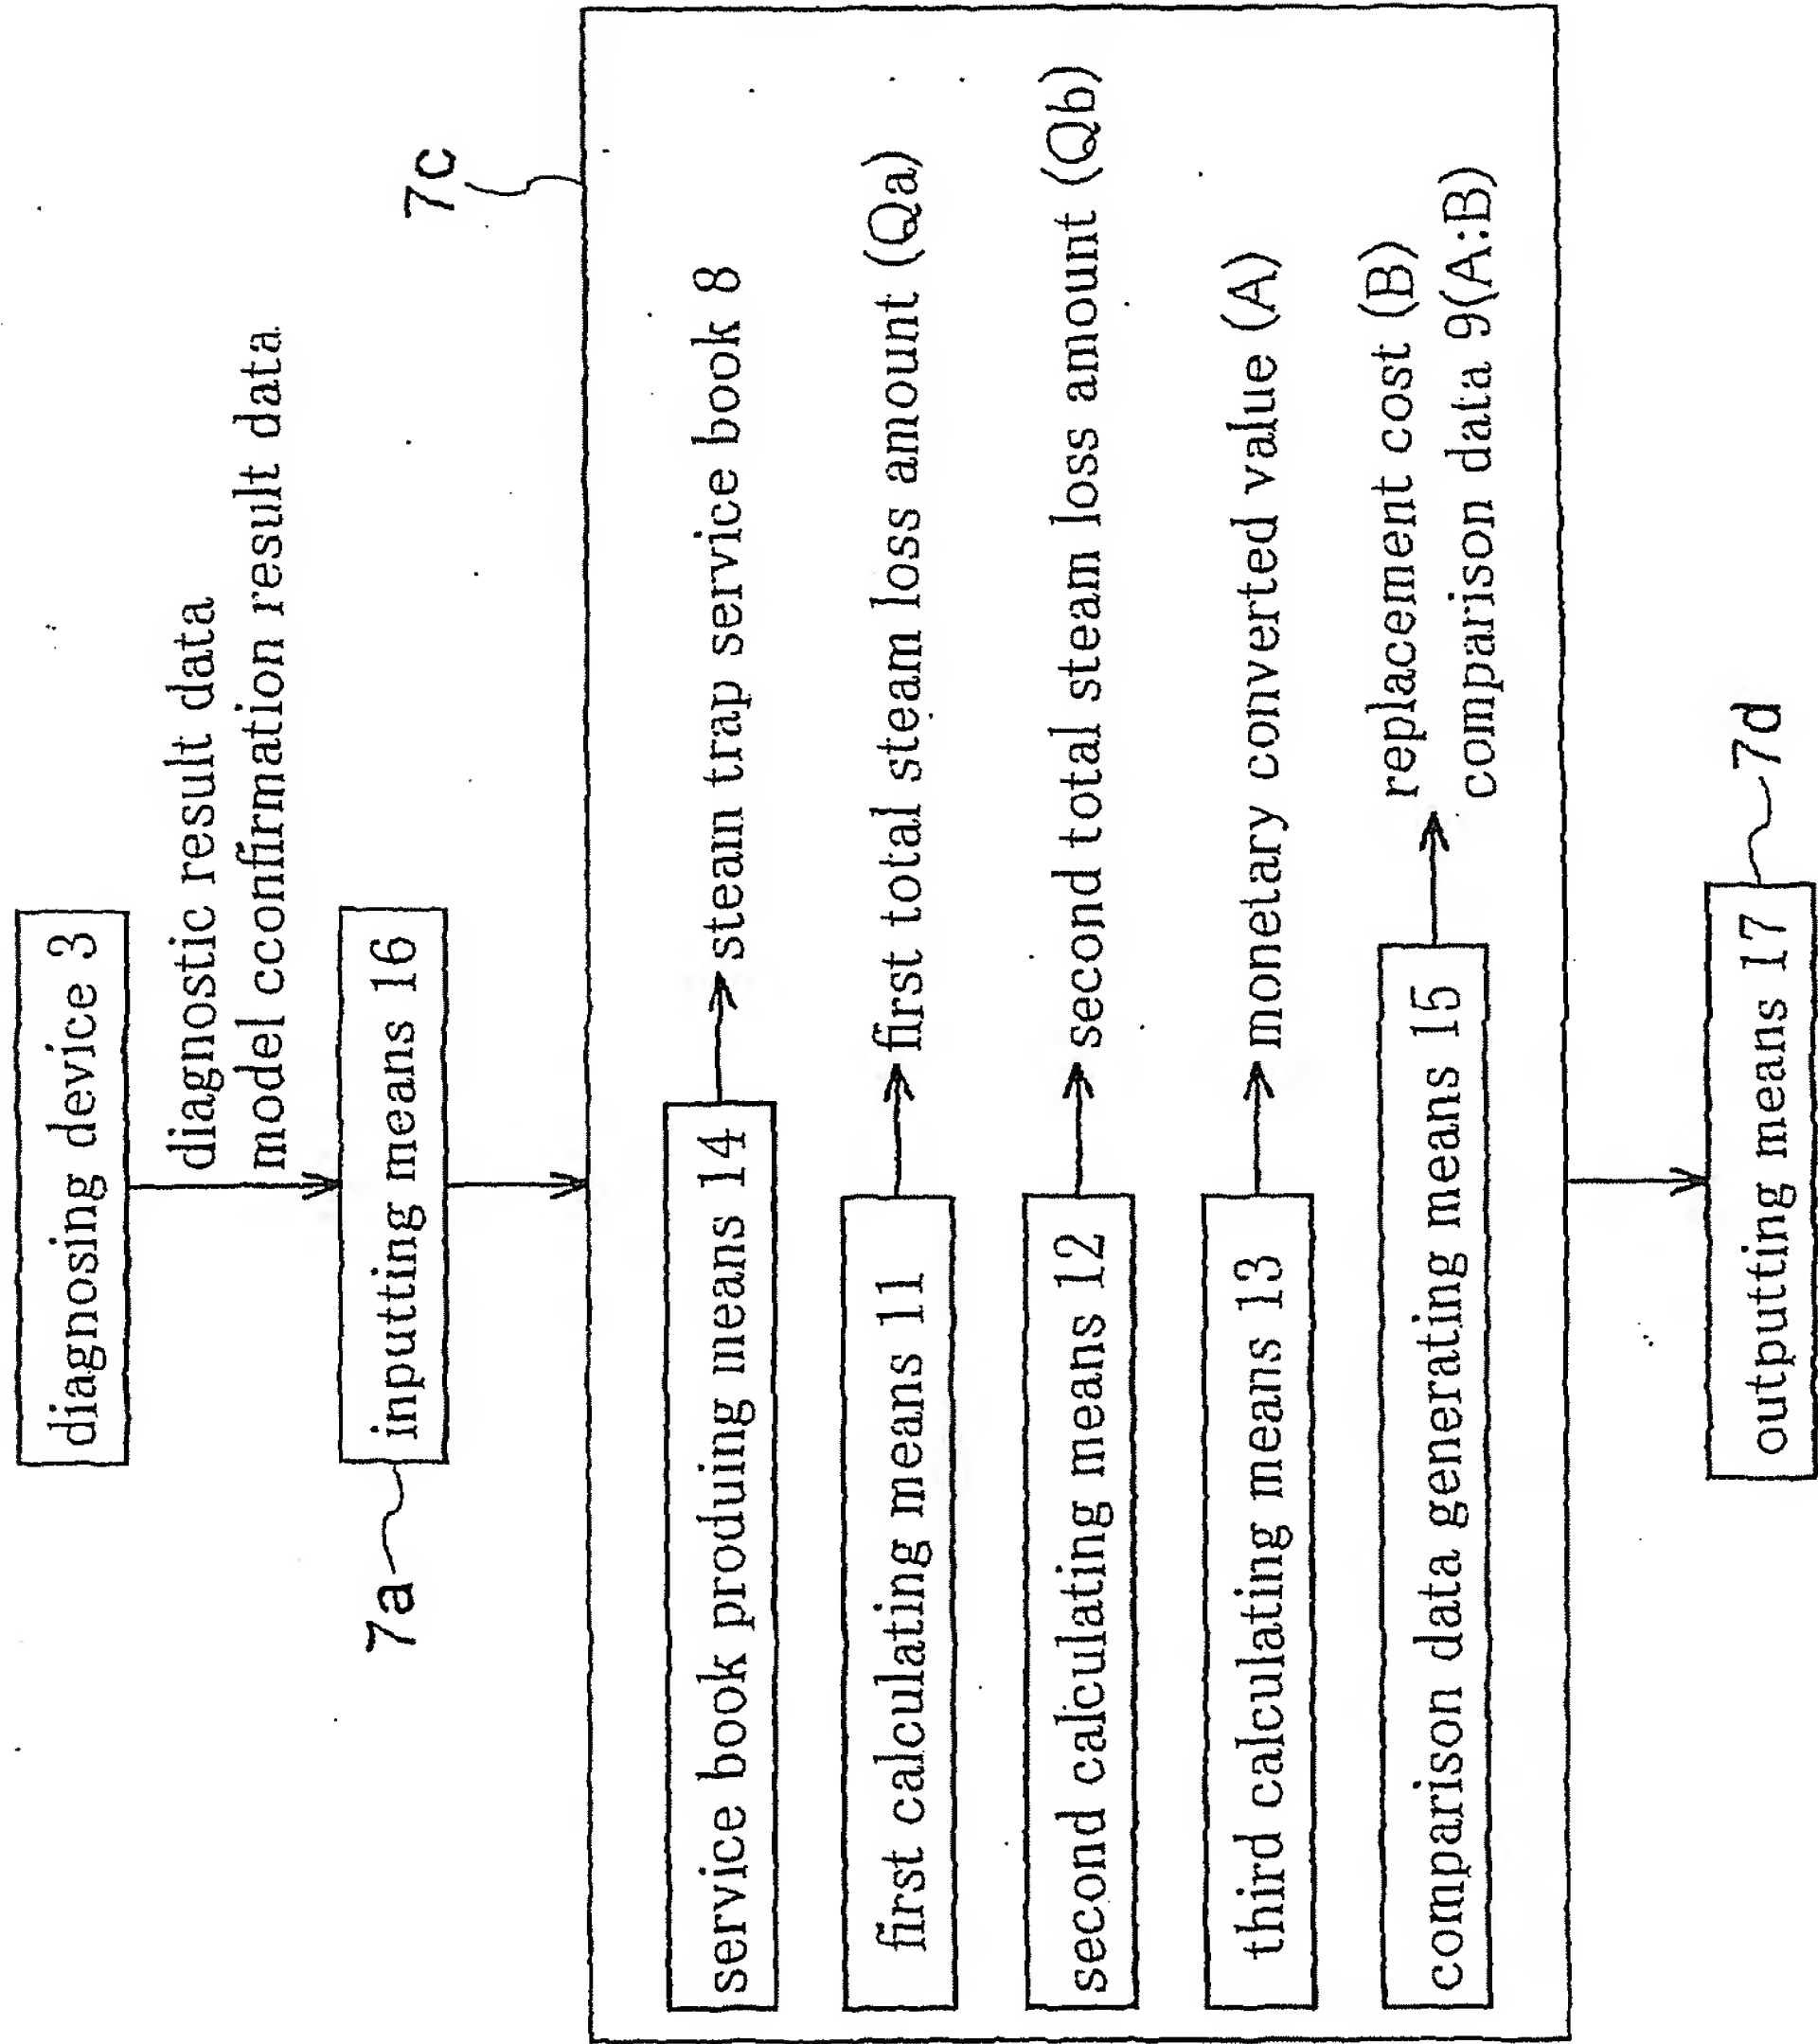 diagnosing device 3
diagnostic result data
model cconfirmation result data
inputting means 16
7a
7c
service book produing means 14
steam trap service book 8
first calculating means 11
first total steam loss amount (Qa)
second calculating means 12
second total steam loss amount (Qb)
third calculating means 13
monetary converted value (A)
comparison data generating means 15
replacement cost (B)
comparison data 9(A:B)
outputting means 17
7d